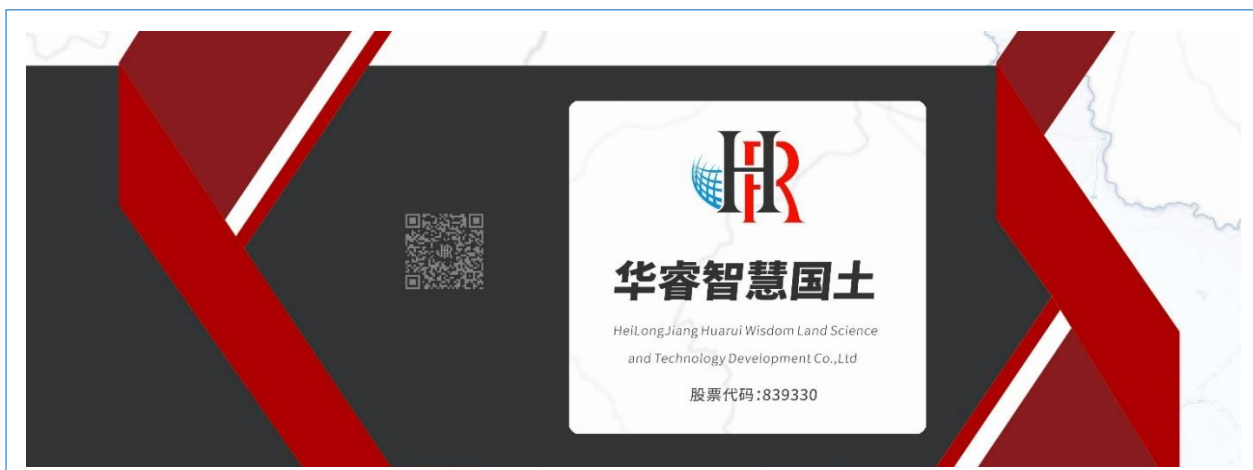 HR
华睿智慧国土
HeiLongJiang Huarui Wisdom Land Science
and Technology Development Co.,Ltd
股票代码:839330